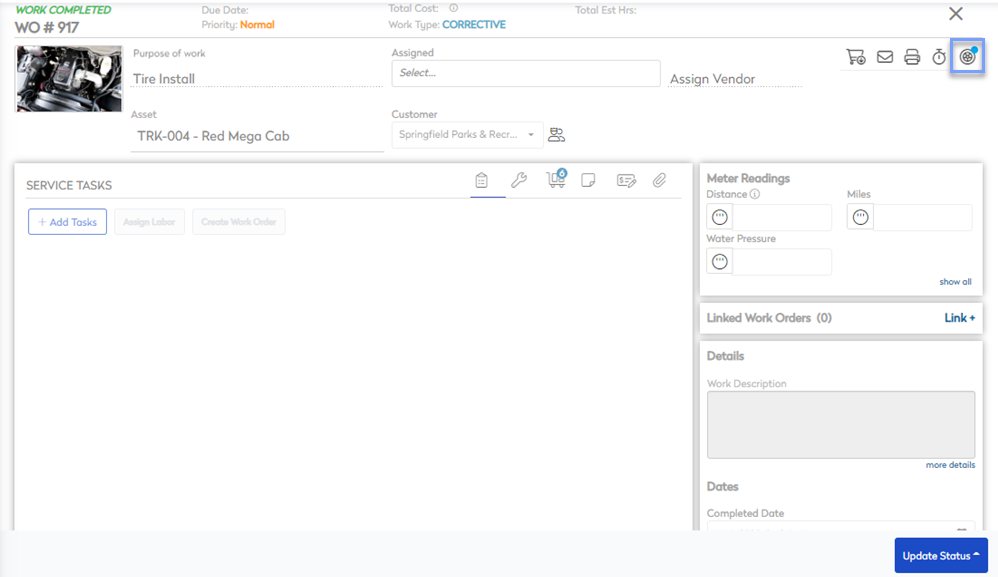 WORK COMPLETED
WO # 917
Due Date:
Priority: Normal
Total Cost:
Work Type: CORRECTIVE
Total Est Hrs:
Purpose of work
Tire Install
Assigned
Select...
Assign Vendor
Asset
TRK-004 - Red Mega Cab
Customer
Springfield Parks & Recr...
SERVICE TASKS
6
+ Add Tasks
Assign Labor
Create Work Order
Meter Readings
Distance
Miles
Water Pressure
show all
Linked Work Orders (0)
Link +
Details
Work Description
more details
Dates
Completed Date
Update Status